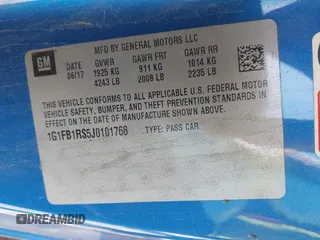 GM
MFD BY GENERAL MOTORS LLC
DATE GVWR GAWR FRT GAWR RR
06/17 1925 KG 911 KG 1014 KG
4243 LB 2008 LB 2235 LB
THIS VEHICLE CONFORMS TO ALL APPLICABLE U.S. FEDERAL MOTOR
VEHICLE SAFETY, BUMPER, AND THEFT PREVENTION STANDARDS IN
EFFECT ON THE DATE OF MANUFACTURE SHOWN ABOVE.
1G1FB1RS5J0101768 TYPE: PASS CAR
DREAMBID